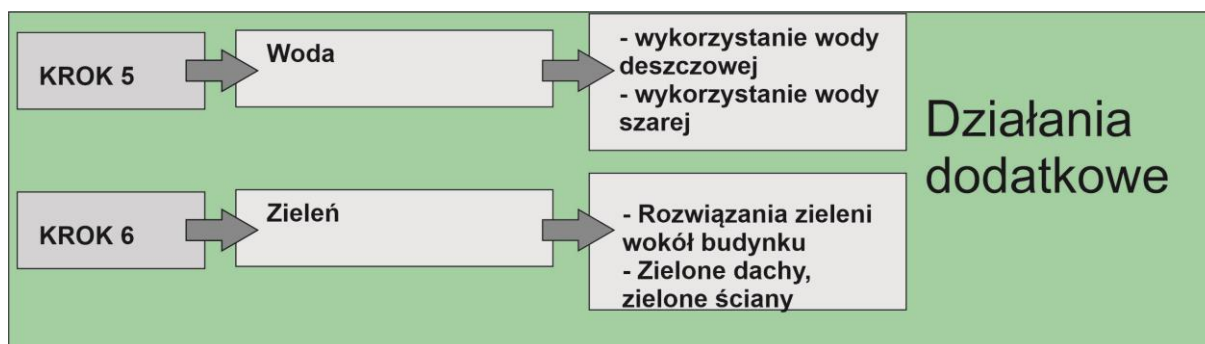 KROK 5
Woda
- wykorzystanie wody
deszczowej
- wykorzystanie wody
szarej
KROK 6
Zieleń
- Rozwiązania zieleni
wokół budynku
- Zielone dachy,
zielone ściany
Działania
dodatkowe